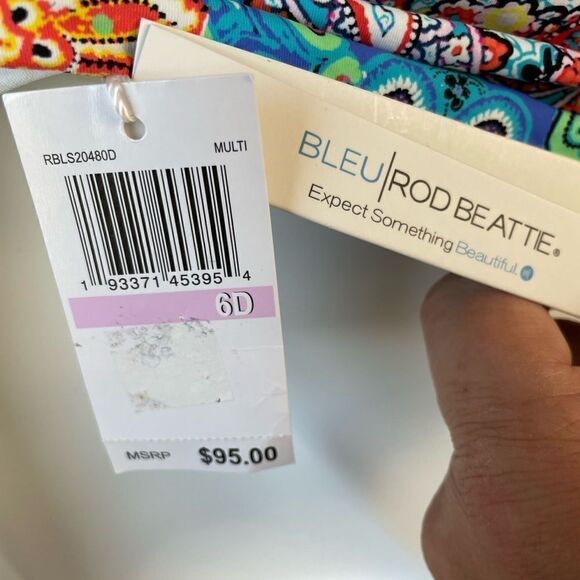 RBLS20480D MULTI
1 93371 45395 4
6D
MSRP $95.00
BLEU|ROD BEATTIE®
Expect Something Beautiful.